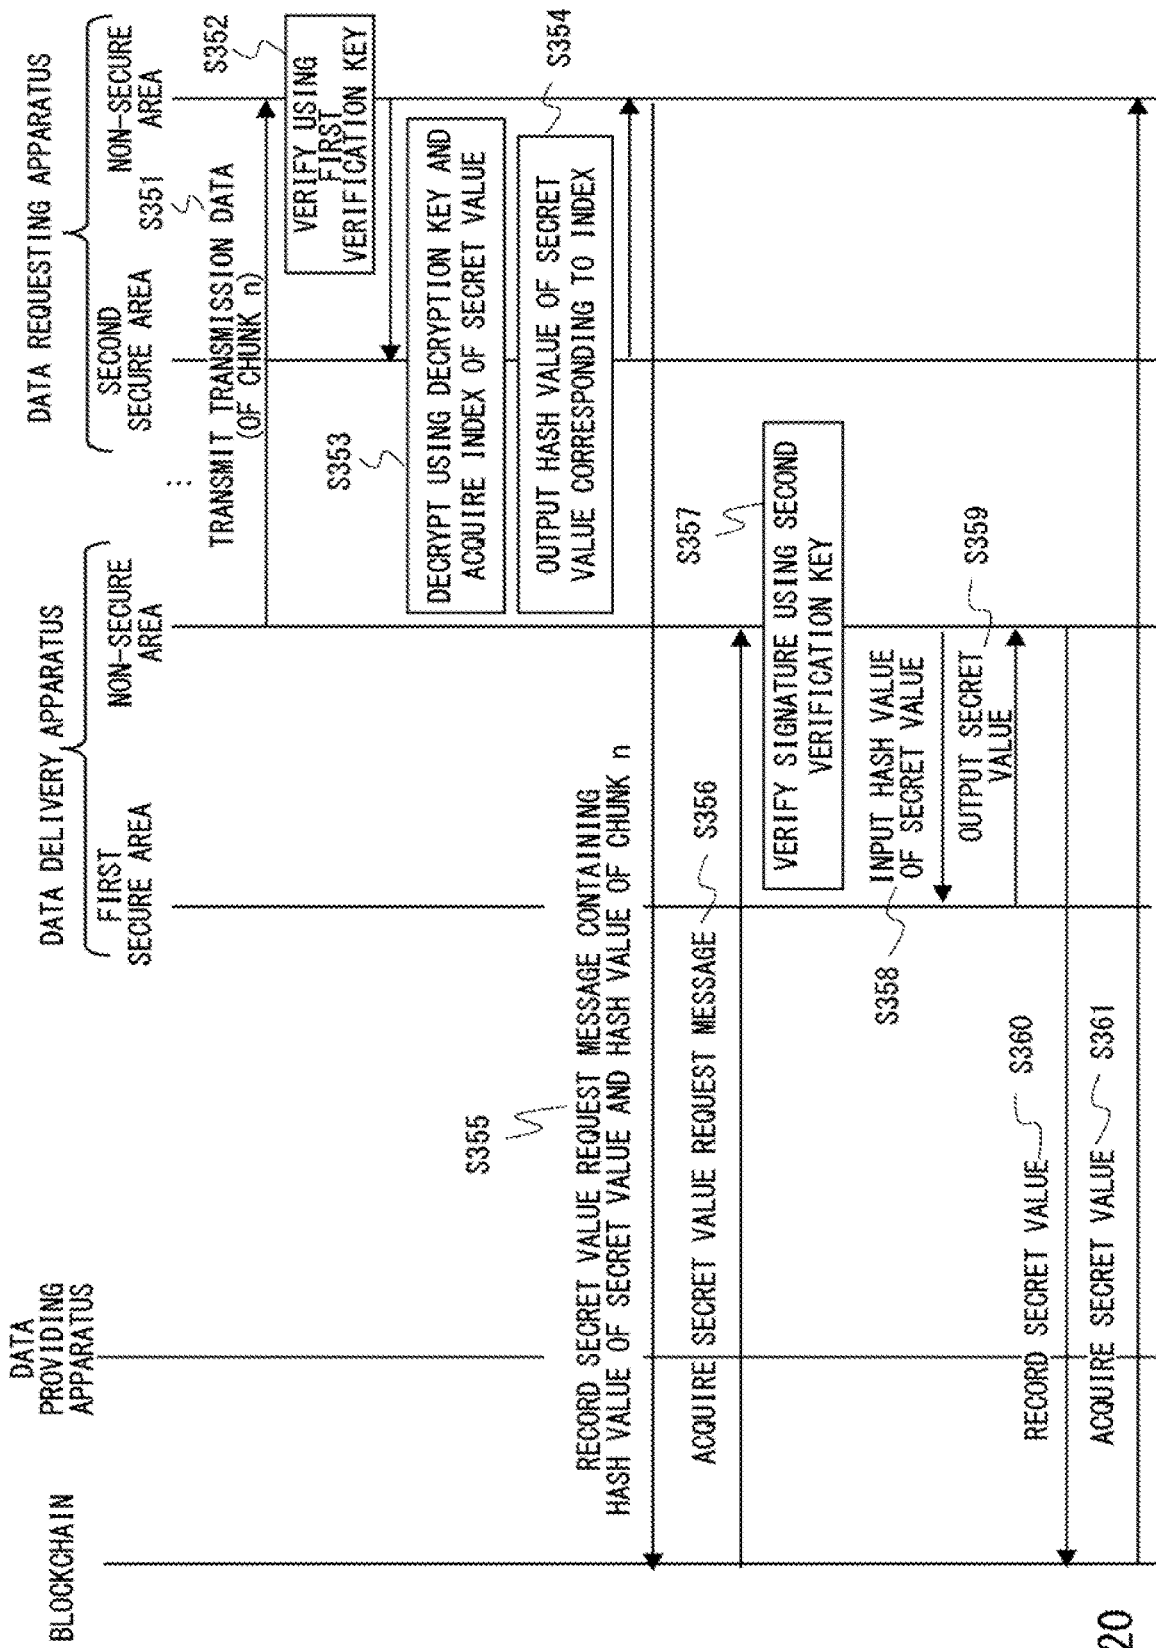 BLOCKCHAIN
DATA
PROVIDING
APPARATUS
DATA DELIVERY APPARATUS
FIRST
SECURE AREA
NON-SECURE
AREA
DATA REQUESTING APPARATUS
SECOND
SECURE AREA
NON-SECURE
AREA
...
S351
TRANSMIT TRANSMISSION DATA
(OF CHUNK n)
S352
VERIFY USING
FIRST
VERIFICATION KEY
S353
DECRYPT USING DECRYPTION KEY AND
ACQUIRE INDEX OF SECRET VALUE
S354
OUTPUT HASH VALUE OF SECRET
VALUE CORRESPONDING TO INDEX
S355
RECORD SECRET VALUE REQUEST MESSAGE CONTAINING
HASH VALUE OF SECRET VALUE AND HASH VALUE OF CHUNK n
ACQUIRE SECRET VALUE REQUEST MESSAGE
S356
S357
VERIFY SIGNATURE USING SECOND
VERIFICATION KEY
S358
INPUT HASH VALUE
OF SECRET VALUE
S359
OUTPUT SECRET
VALUE
RECORD SECRET VALUE
S360
ACQUIRE SECRET VALUE
S361
20